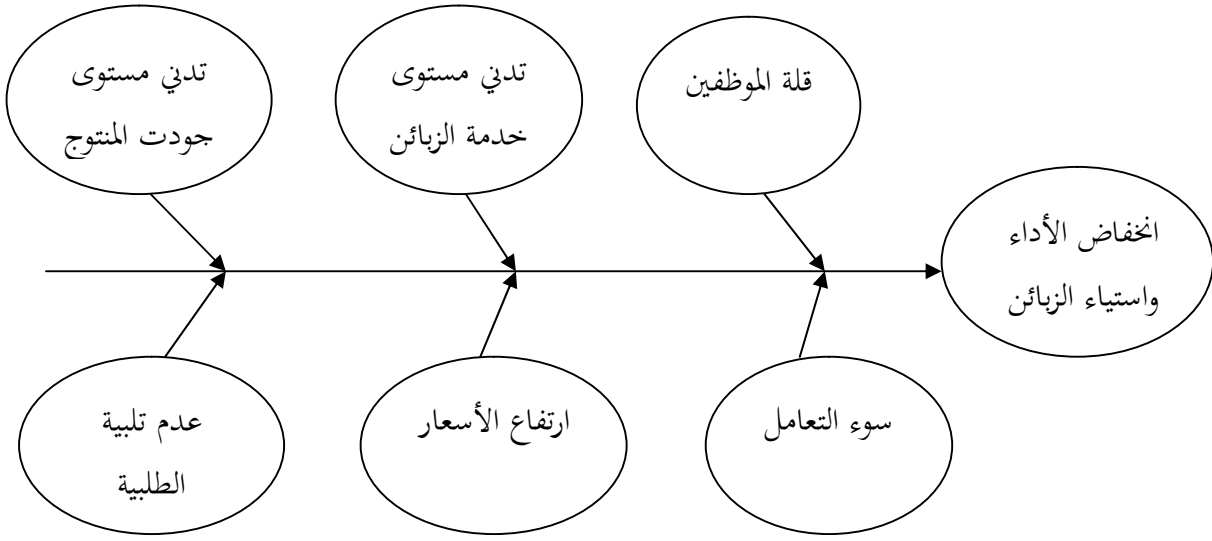 قلة الموظفين
تدني مستوى
خدمة الزبائن
تدني مستوى
جودت المنتوج
انخفاض الأداء
واستياء الزبائن
سوء التعامل
ارتفاع الأسعار
عدم تلبية
الطلبية